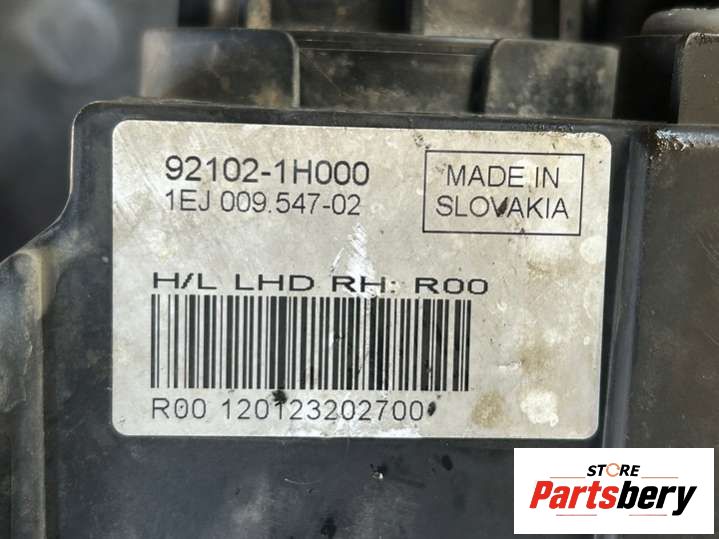 92102-1H000
1EJ 009.547-02
MADE IN
SLOVAKIA
H/L LHD RH: R00
R00 120123202700
STORE
Partsbery